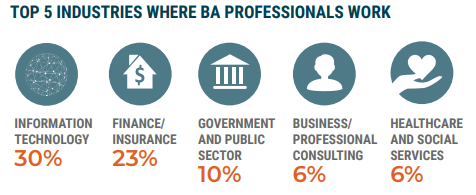 TOP 5 INDUSTRIES WHERE BA PROFESSIONALS WORK
$
INFORMATION
TECHNOLOGY
30%
FINANCE/
INSURANCE
23%
GOVERNMENT
AND PUBLIC
SECTOR
10%
BUSINESS/
PROFESSIONAL
CONSULTING
6%
HEALTHCARE
AND SOCIAL
SERVICES
6%